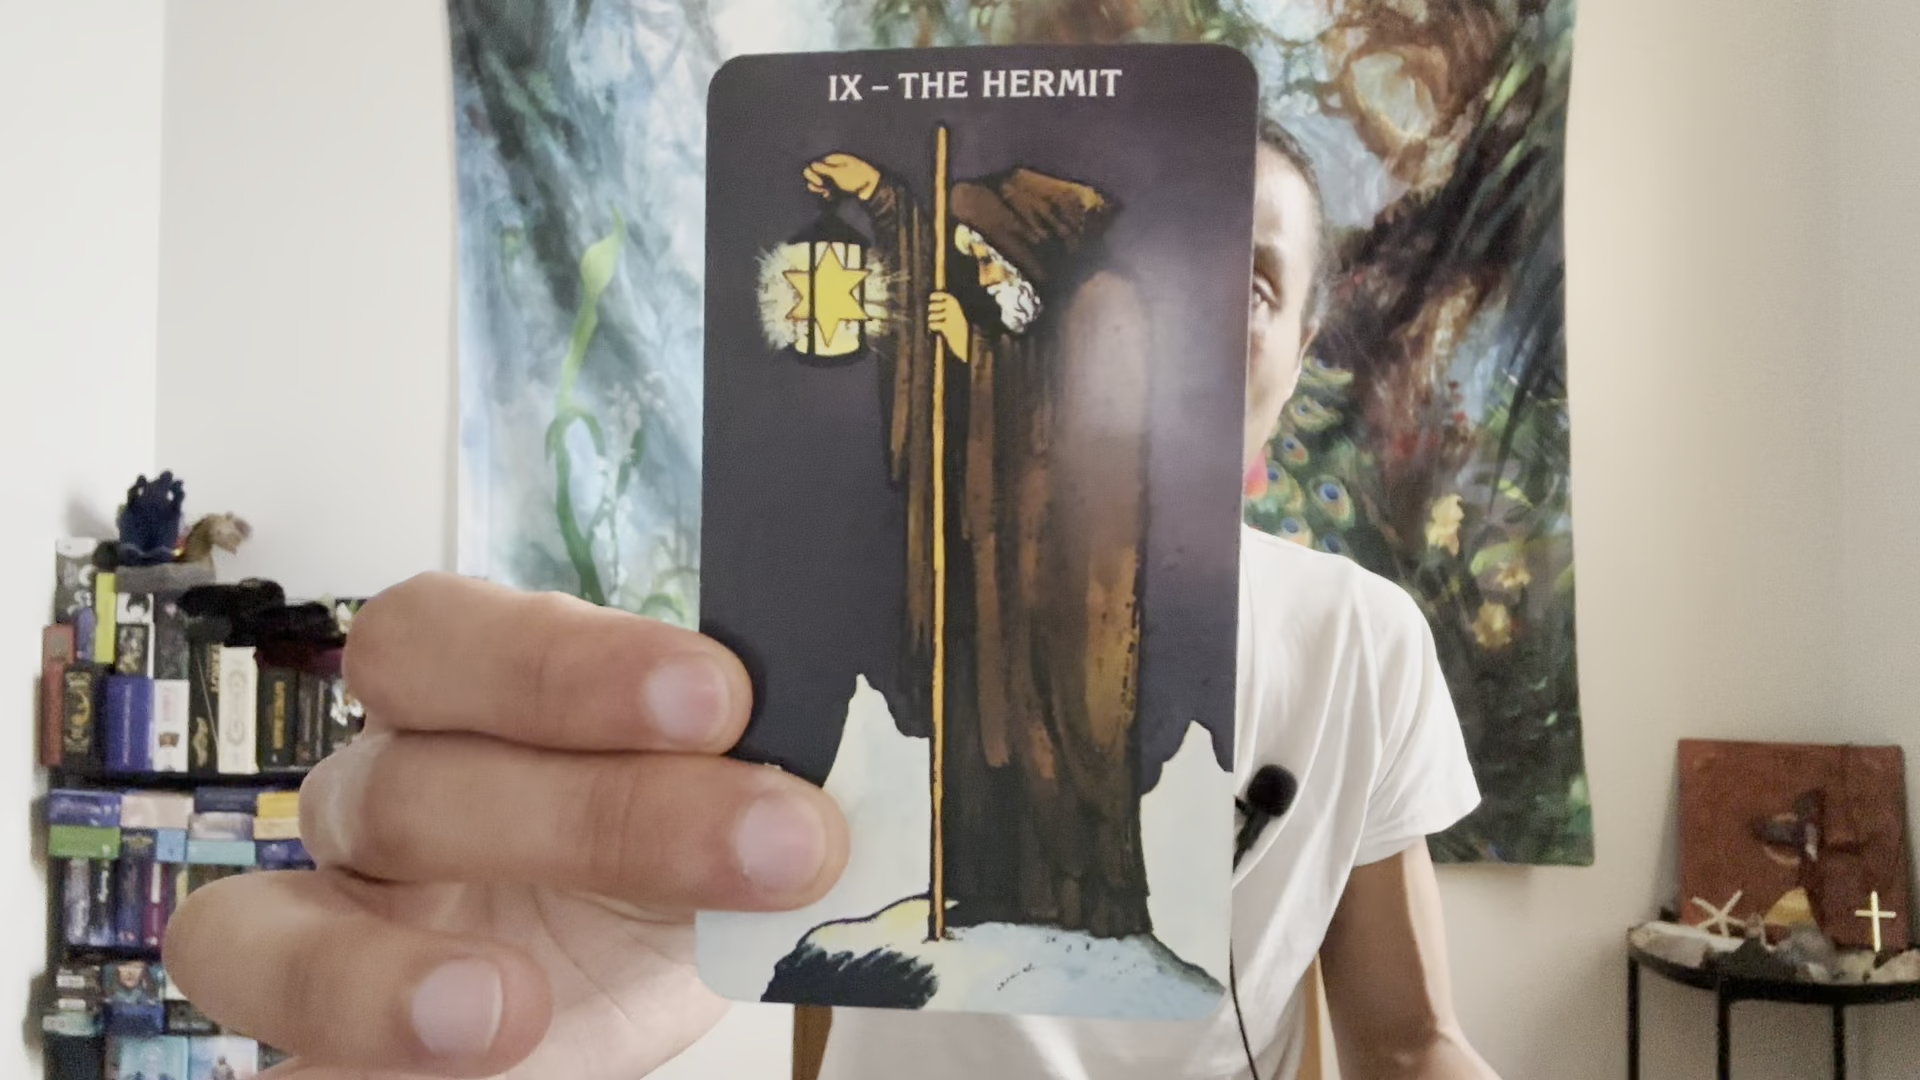 IX – THE HERMIT